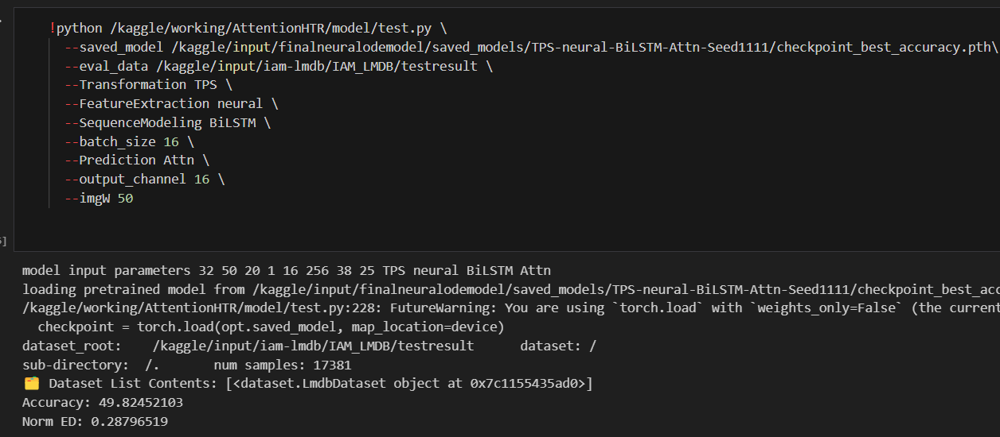 !python /kaggle/working/AttentionHTR/model/test.py \
--saved_model /kaggle/input/finalneuralodemodel/saved_models/TPS-neural-BiLSTM-Attn-Seed1111/checkpoint_best_accuracy.pth\
--eval_data /kaggle/input/iam-lmdb/IAM_LMDB/testresult \
--Transformation TPS \
--FeatureExtraction neural \
--SequenceModeling BiLSTM \
--batch_size 16 \
--Prediction Attn \
--output_channel 16 \
--imgW 50
]
model input parameters 32 50 20 1 16 256 38 25 TPS neural BiLSTM Attn
loading pretrained model from /kaggle/input/finalneuralodemodel/saved_models/TPS-neural-BiLSTM-Attn-Seed1111/checkpoint_best_acc
/kaggle/working/AttentionHTR/model/test.py:228: FutureWarning: You are using `torch.load` with `weights_only=False` (the current
checkpoint = torch.load(opt.saved_model, map_location=device)
dataset_root: /kaggle/input/iam-lmdb/IAM_LMDB/testresult dataset: /
sub-directory: /. num samples: 17381
🗂️ Dataset List Contents: [<dataset.LmdbDataset object at 0x7c1155435ad0>]
Accuracy: 49.82452103
Norm ED: 0.28796519